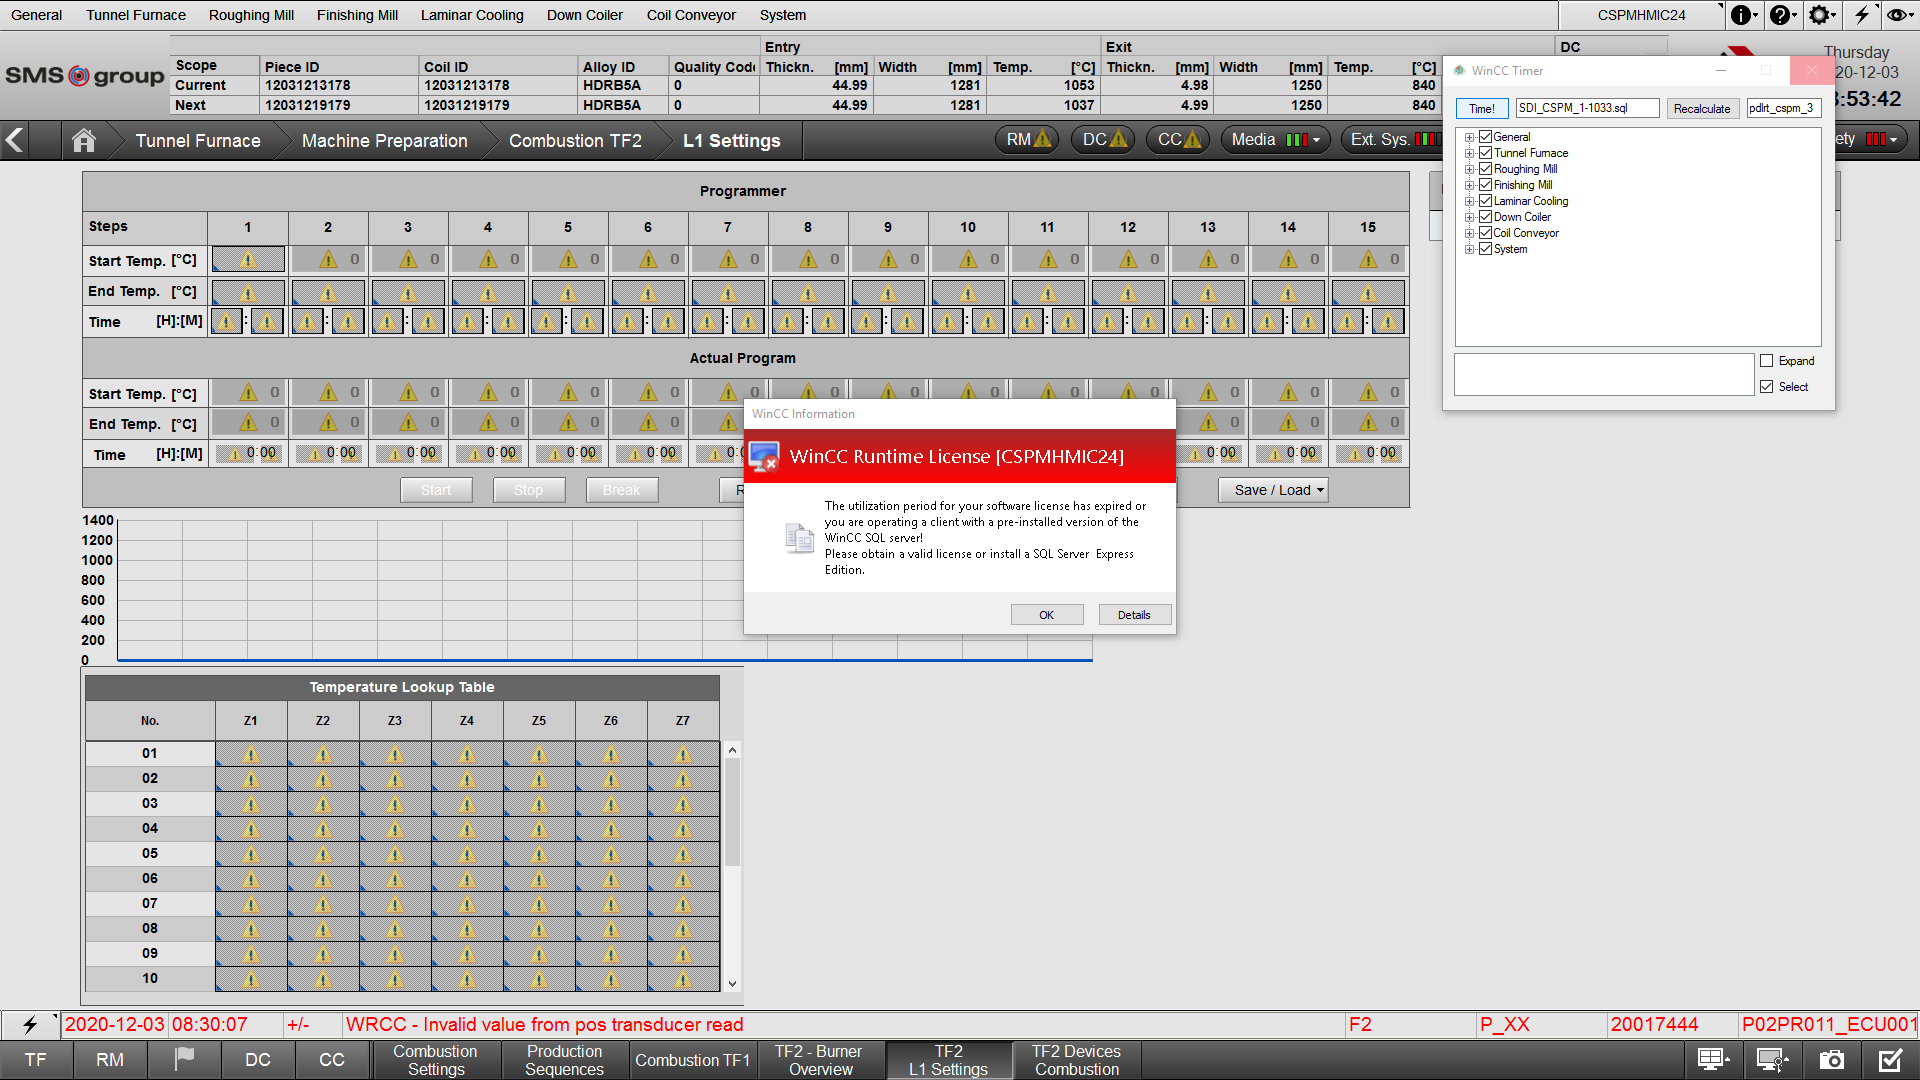 General Tunnel Furnace Roughing Mill Finishing Mill Laminar Cooling Down Coiler Coil Conveyor System CSPMHMIC24
SMS group
Entry Exit DC
Scope Piece ID Coil ID Alloy ID Quality Code Thickn. [mm] Width [mm] Temp. [°C] Thickn. [mm] Width [mm] Temp. [°C]
Current 12031213178 12031213178 HDRB5A 0 44.99 1281 1053 4.98 1250 840
Next 12031219179 12031219179 HDRB5A 0 44.99 1281 1037 4.99 1250 840
Thursday
20-12-03
:53:42
Tunnel Furnace Machine Preparation Combustion TF2 L1 Settings RM DC CC Media Ext. Sys. ety
WinCC Timer
Time! SDI_CSPM_1-1033.sql Recalculate pdlrt_cspm_3
General
Tunnel Furnace
Roughing Mill
Finishing Mill
Laminar Cooling
Down Coiler
Coil Conveyor
System
Expand
Select
Programmer
Steps 1 2 3 4 5 6 7 8 9 10 11 12 13 14 15
Start Temp. [°C] 0 0 0 0 0 0 0 0 0 0 0 0 0 0
End Temp. [°C]
Time [H]:[M] : : : : : : : : : : : : : : :
Actual Program
Start Temp. [°C] 0 0 0 0 0 0 0 0 0 0 0 0 0 0 0
End Temp. [°C] 0 0 0 0 0 0 0 0 0
Time [H]:[M] 0:00 0:00 0:00 0:00 0:00 0:00 0: 0:00 0:00 0:00
Start Stop Break R Save / Load
WinCC Information
WinCC Runtime License [CSPMHMIC24]
The utilization period for your software license has expired or
you are operating a client with a pre-installed version of the
WinCC SQL server!
Please obtain a valid license or install a SQL Server Express
Edition.
OK Details
1400
1200
1000
800
600
400
200
0
Temperature Lookup Table
No. Z1 Z2 Z3 Z4 Z5 Z6 Z7
01
02
03
04
05
06
07
08
09
10
2020-12-03 08:30:07 +/- WRCC - Invalid value from pos transducer read F2 P_XX 20017444 P02PR011_ECU001
TF RM DC CC Combustion Settings Production Sequences Combustion TF1 TF2 - Burner Overview TF2 L1 Settings TF2 Devices Combustion